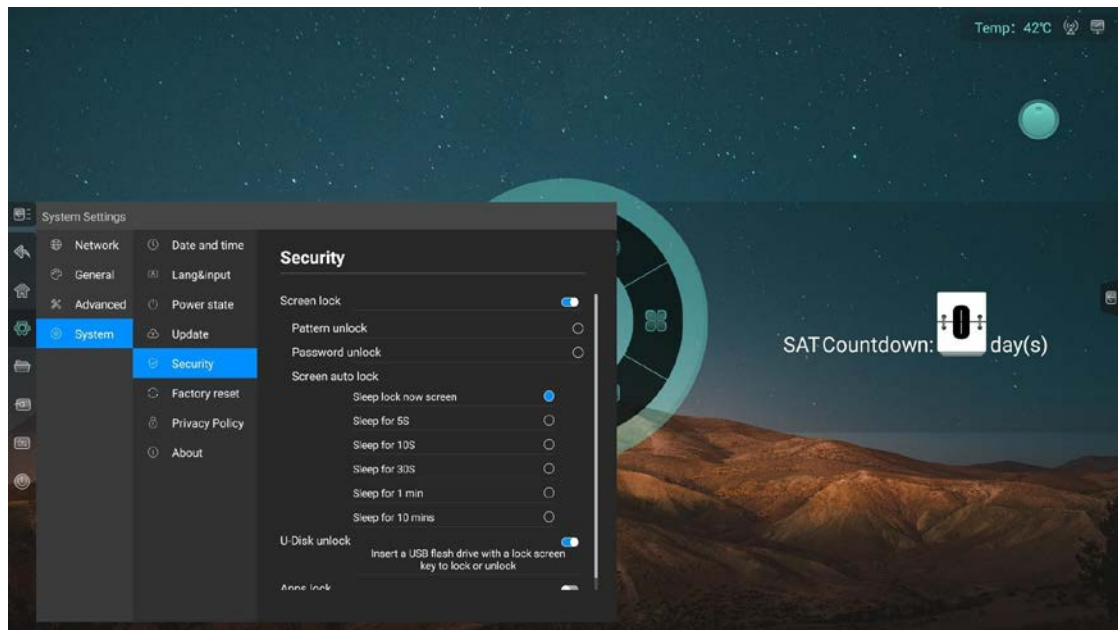 Temp: 42℃
System Settings
Network
General
Advanced
System
Date and time
Lang&input
Power state
Update
Security
Factory reset
Privacy Policy
About
Security
Screen lock
Pattern unlock
Password unlock
Screen auto lock
Sleep lock now screen
Sleep for 5S
Sleep for 10S
Sleep for 30S
Sleep for 1 min
Sleep for 10 mins
U-Disk unlock
Insert a USB flash drive with a lock screen
key to lock or unlock
Apps lock
SAT Countdown: 0 day(s)